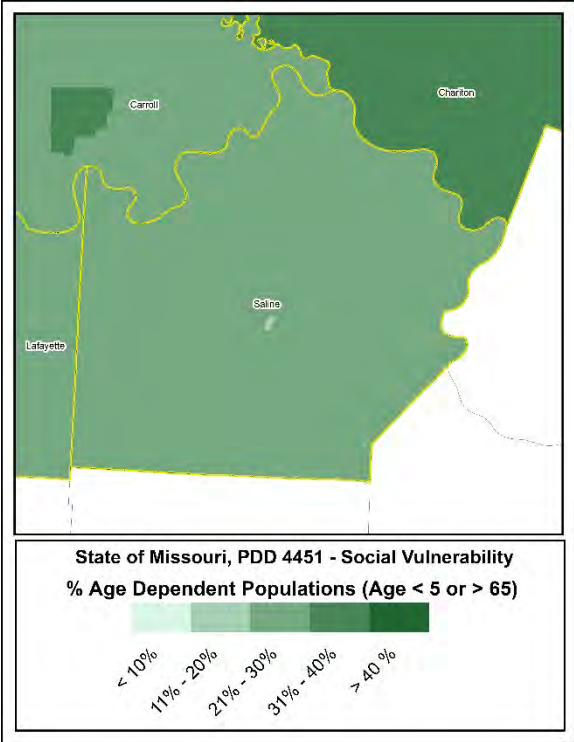 Carroll
Chariton
Saline
Lafayette
State of Missouri, PDD 4451 - Social Vulnerability
% Age Dependent Populations (Age < 5 or > 65)
< 10%
11% - 20%
21% - 30%
31% - 40%
> 40 %